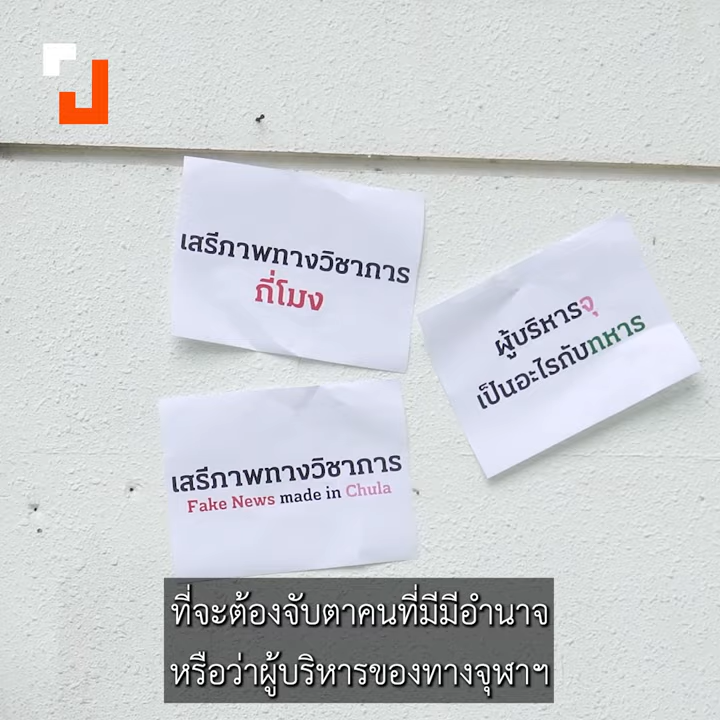 เสรีภาพทางวิชาการ
กี่โมง
ผู้บริหารจุ
เป็นอะไรกับทหาร
เสรีภาพทางวิชาการ
Fake News made in Chula
ที่จะต้องจับตาคนที่มีมีอำนาจ
หรือว่าผู้บริหารของทางจุฬาฯ